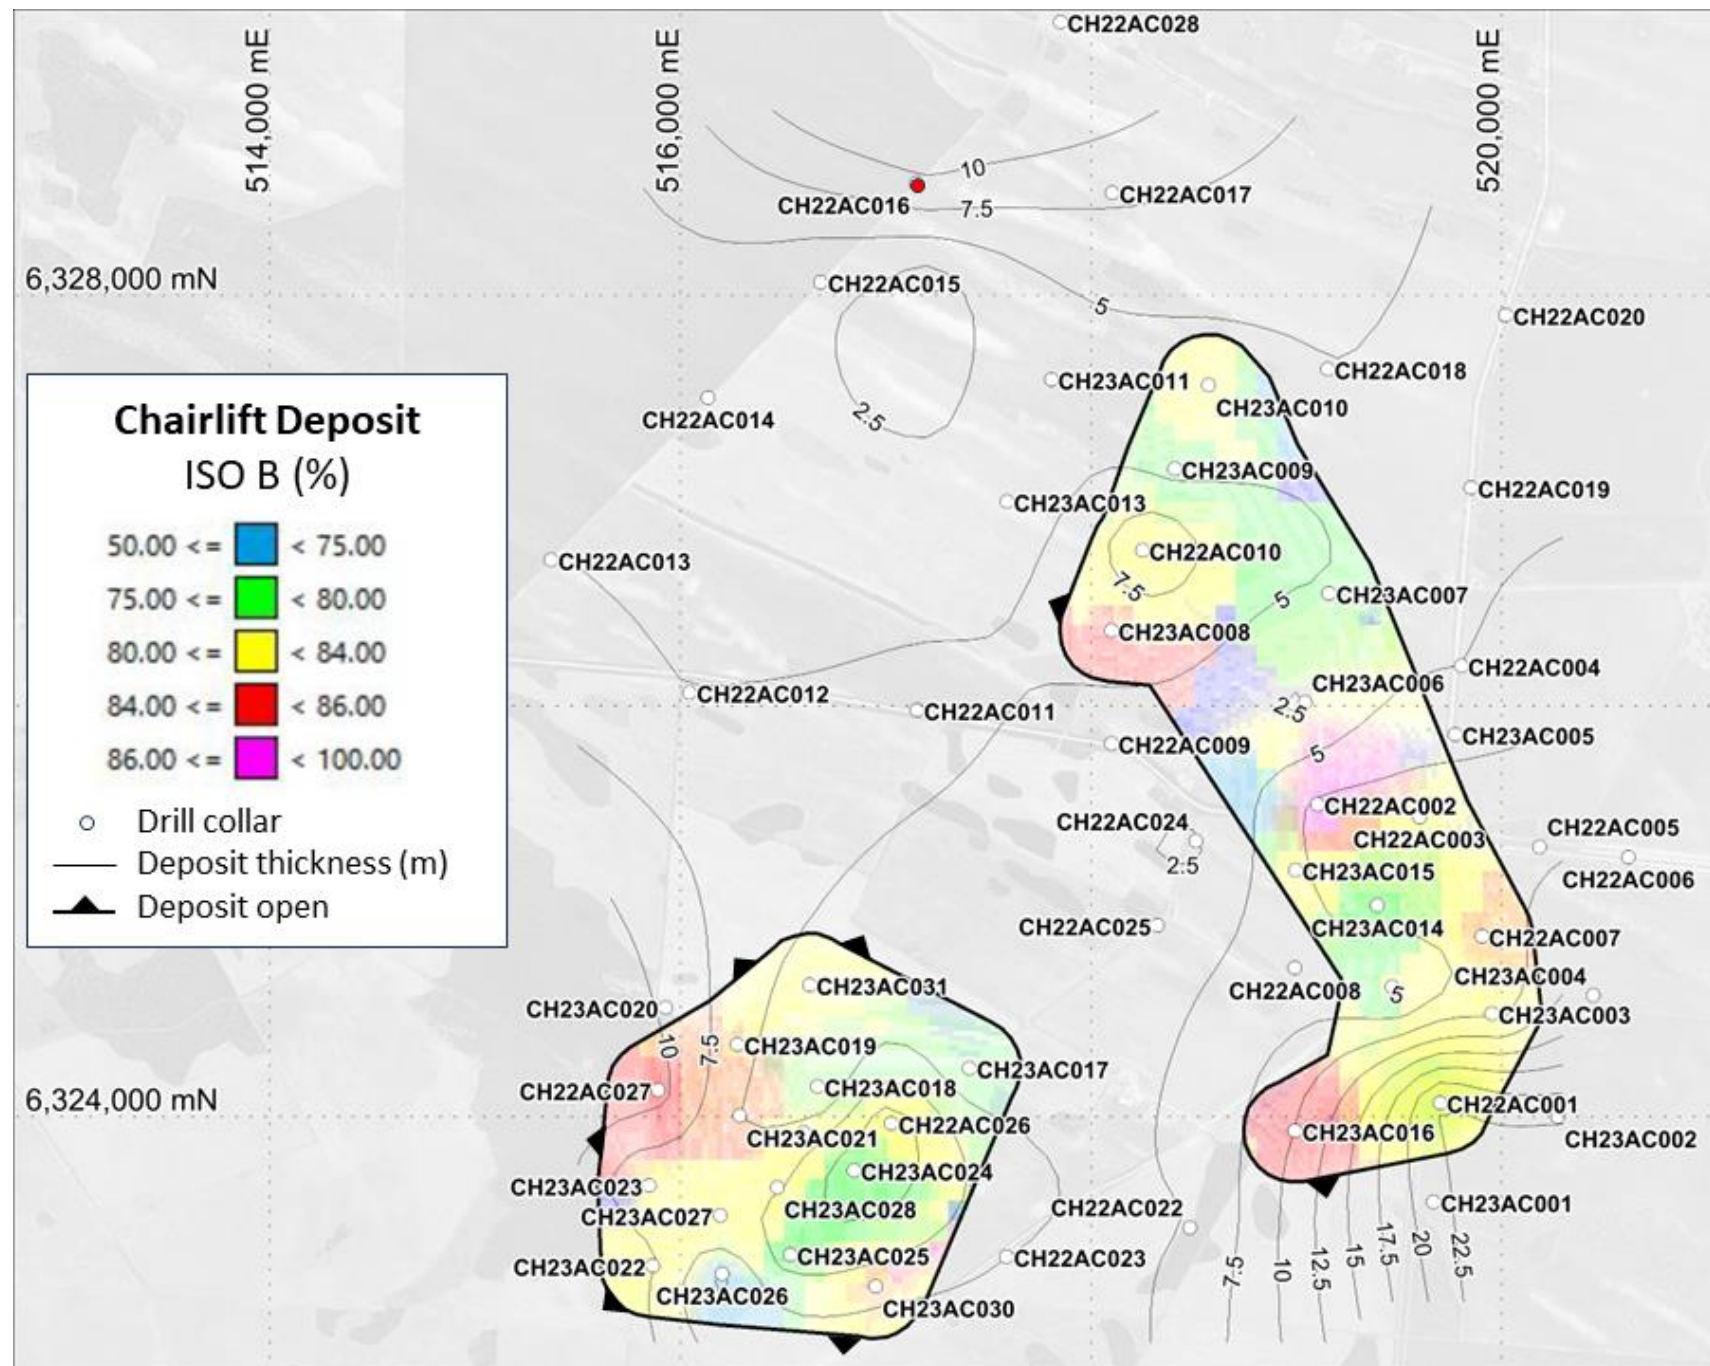 CH22AC028
514,000 mE
516,000 mE
520,000 mE
10
CH22AC016
7.5
CH22AC017
6,328,000 mN
CH22AC015
5
CH22AC020
CH23AC011
CH22AC018
CH22AC014
2.5
CH23AC010
Chairlift Deposit
ISO B (%)
50.00 <= < 75.00
75.00 <= < 80.00
80.00 <= < 84.00
84.00 <= < 86.00
86.00 <= < 100.00
Drill collar
Deposit thickness (m)
Deposit open
CH23AC009
CH22AC019
CH23AC013
CH22AC013
CH22AC010
7.5
5
CH23AC007
CH23AC008
CH22AC004
CH22AC012
CH23AC006
2.5
CH22AC011
CH22AC009
5
CH23AC005
CH22AC002
CH22AC024
CH22AC003
CH22AC005
2.5
CH23AC015
CH22AC006
CH22AC025
CH23AC014
CH22AC007
CH23AC031
CH22AC008
5
CH23AC004
CH23AC020
CH23AC003
10
7.5
CH23AC019
CH23AC017
CH22AC027
CH23AC018
6,324,000 mN
CH22AC001
CH23AC021
CH22AC026
CH23AC016
CH23AC002
CH23AC024
CH23AC023
CH23AC028
CH22AC022
CH23AC001
CH23AC027
CH23AC025
CH22AC023
CH23AC022
7.5
10
12.5
15
17.5
20
22.5
CH23AC026
CH23AC030